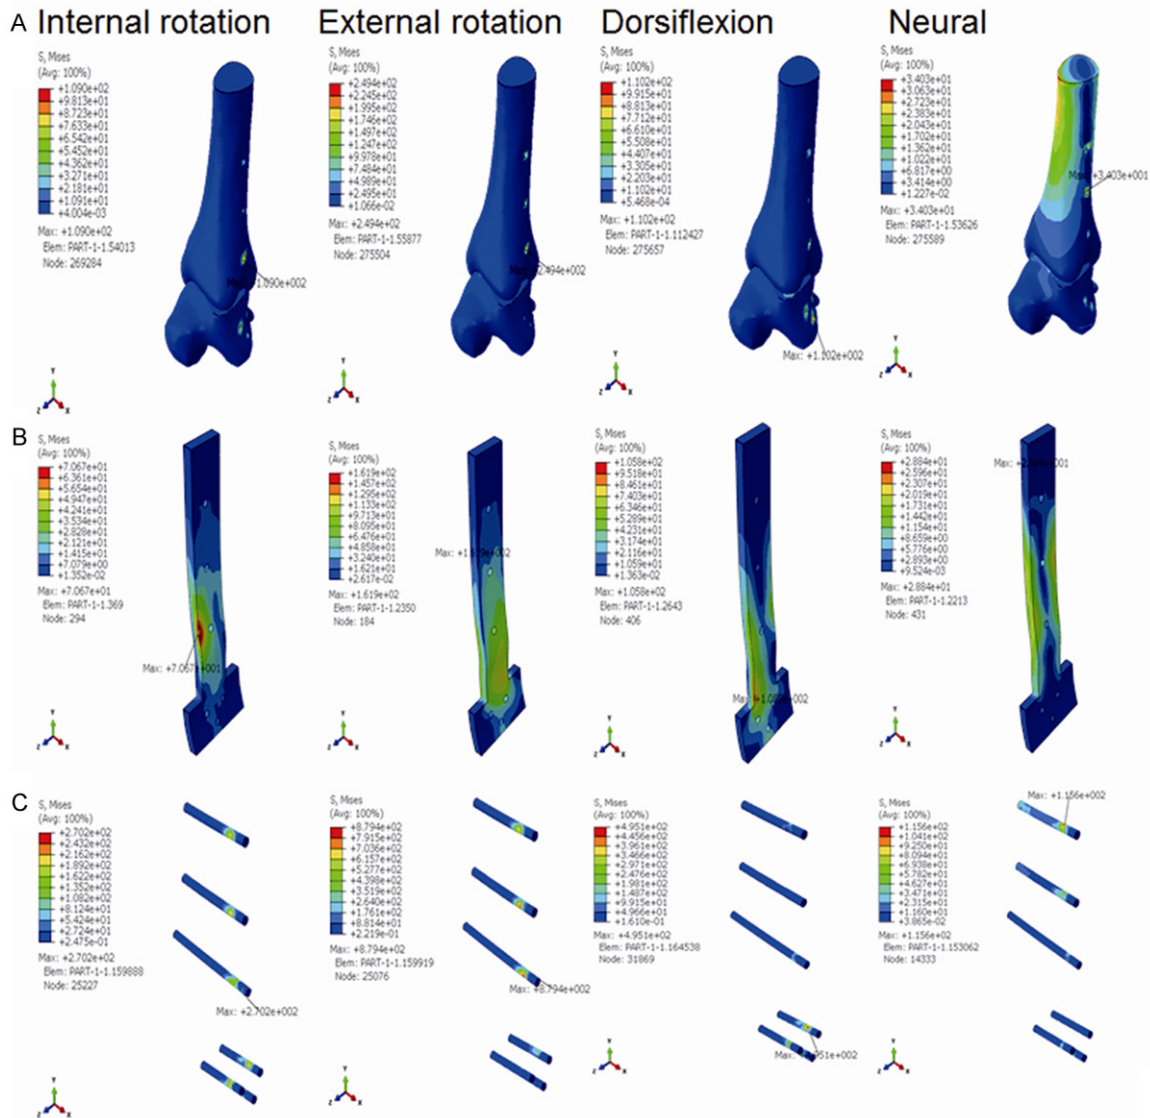 A
Internal rotation
External rotation
Dorsiflexion
Neural
S, Mises
(Avg: 100%)
+1.090e+02
+9.813e+01
+8.723e+01
+7.633e+01
+6.542e+01
+5.452e+01
+4.362e+01
+3.271e+01
+2.181e+01
+1.091e+01
+4.004e-03
Max: +1.090e+02
Elem: PART-1-1.54013
Node: 269284
S, Mises
(Avg: 100%)
+2.494e+02
+2.245e+02
+1.995e+02
+1.746e+02
+1.497e+02
+1.247e+02
+9.978e+01
+7.484e+01
+4.989e+01
+2.495e+01
+1.066e-02
Max: +2.494e+02
Elem: PART-1-1.55877
Node: 275504
S, Mises
(Avg: 100%)
+1.102e+02
+9.915e+01
+8.813e+01
+7.712e+01
+6.610e+01
+5.508e+01
+4.407e+01
+3.305e+01
+2.203e+01
+1.102e+01
+5.468e-04
Max: +1.102e+02
Elem: PART-1-1.112427
Node: 275657
Max: +1.102e+002
S, Mises
(Avg: 100%)
+3.403e+01
+3.063e+01
+2.723e+01
+2.383e+01
+2.043e+01
+1.702e+01
+1.362e+01
+1.022e+01
+6.817e+00
+3.414e+00
+1.227e-02
Max: +3.403e+01
Elem: PART-1-1.53626
Node: 275589
Max: +3.403e+001
Y
Z
X
B
S, Mises
(Avg: 100%)
+7.067e+01
+6.361e+01
+5.654e+01
+4.947e+01
+4.241e+01
+3.534e+01
+2.828e+01
+2.121e+01
+1.415e+01
+7.079e+00
+1.352e-02
Max: +7.067e+01
Elem: PART-1-1.369
Node: 294
Max: +7.067e+001
S, Mises
(Avg: 100%)
+1.619e+02
+1.457e+02
+1.295e+02
+1.133e+02
+9.713e+01
+8.095e+01
+6.476e+01
+4.858e+01
+3.240e+01
+1.621e+01
+2.617e-02
Max: +1.619e+02
Elem: PART-1-1.2350
Node: 184
S, Mises
(Avg: 100%)
+1.058e+02
+9.518e+01
+8.461e+01
+7.403e+01
+6.346e+01
+5.289e+01
+4.231e+01
+3.174e+01
+2.116e+01
+1.059e+01
+1.363e-02
Max: +1.058e+02
Elem: PART-1-1.2643
Node: 406
S, Mises
(Avg: 100%)
+2.884e+01
+2.596e+01
+2.307e+01
+2.019e+01
+1.731e+01
+1.442e+01
+1.154e+01
+8.659e+00
+5.776e+00
+2.893e+00
+9.524e-03
Max: +2.884e+01
Elem: PART-1-1.2213
Node: 431
Y
Z
X
C
S, Mises
(Avg: 100%)
+2.702e+02
+2.432e+02
+2.162e+02
+1.892e+02
+1.622e+02
+1.352e+02
+1.082e+02
+8.124e+01
+5.424e+01
+2.724e+01
+2.475e-01
Max: +2.702e+02
Elem: PART-1-1.159888
Node: 25227
Max: +2.702e+002
S, Mises
(Avg: 100%)
+8.794e+02
+7.915e+02
+7.036e+02
+6.157e+02
+5.277e+02
+4.398e+02
+3.519e+02
+2.640e+02
+1.761e+02
+8.814e+01
+2.219e-01
Max: +8.794e+02
Elem: PART-1-1.159919
Node: 25076
Max: +8.794e+002
S, Mises
(Avg: 100%)
+4.951e+02
+4.456e+02
+3.961e+02
+3.466e+02
+2.971e+02
+2.476e+02
+1.981e+02
+1.487e+02
+9.915e+01
+4.966e+01
+1.610e-01
Max: +4.951e+02
Elem: PART-1-1.164538
Node: 31869
S, Mises
(Avg: 100%)
+1.156e+02
+1.041e+02
+9.250e+01
+8.094e+01
+6.938e+01
+5.782e+01
+4.627e+01
+3.471e+01
+2.315e+01
+1.160e+01
+3.865e-02
Max: +1.156e+02
Elem: PART-1-1.153062
Node: 14333
Max: +1.156e+002
Y
Z
X